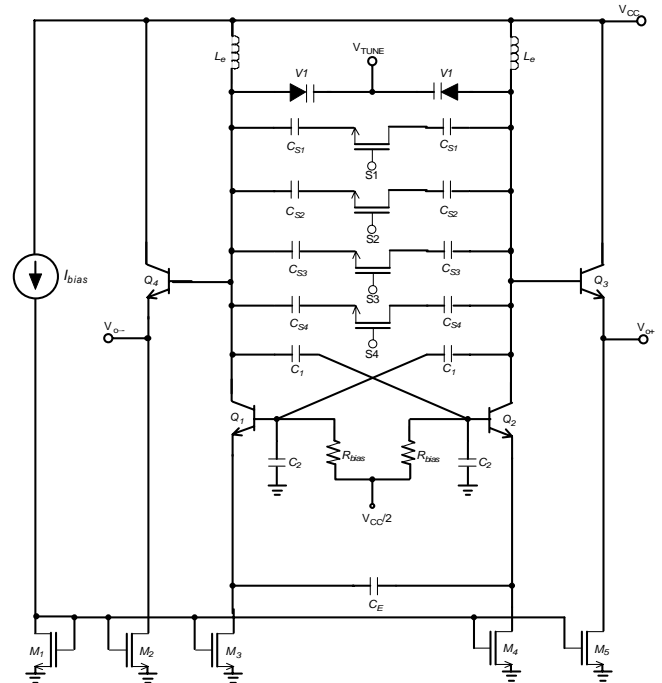 V_CC
L_e V_TUNE L_e
V1 V1
C_S1 C_S1
S1
C_S2 C_S2
S2
I_bias Q_4 C_S3 C_S3 Q_3
S3
V_o− V_o+
C_S4 C_S4
S4
C_1 C_1
Q_1 Q_2
C_2 R_bias R_bias C_2
V_CC/2
C_E
M_1 M_2 M_3 M_4 M_5